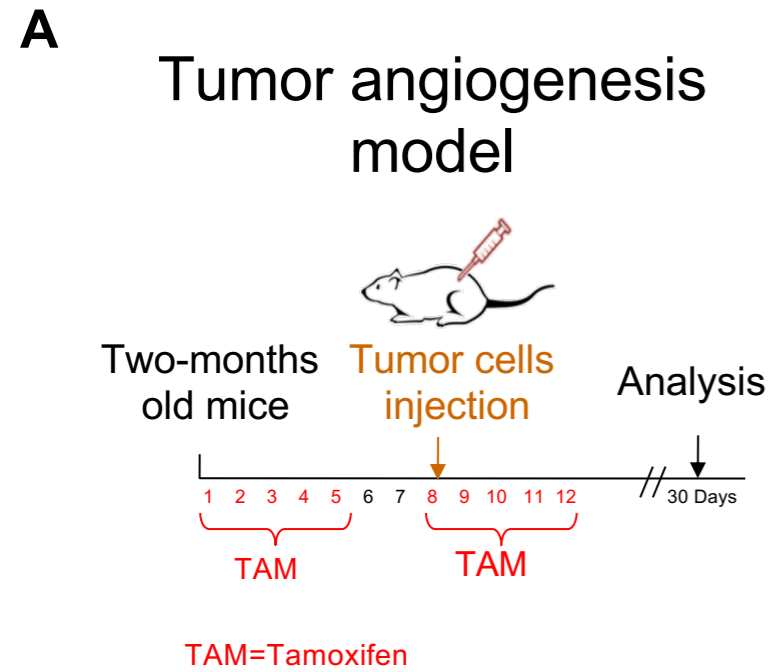 A
Tumor angiogenesis
model
Two-months
old mice
Tumor cells
injection
Analysis
1 2 3 4 5 6 7 8 9 10 11 12 30 Days
TAM TAM
TAM=Tamoxifen